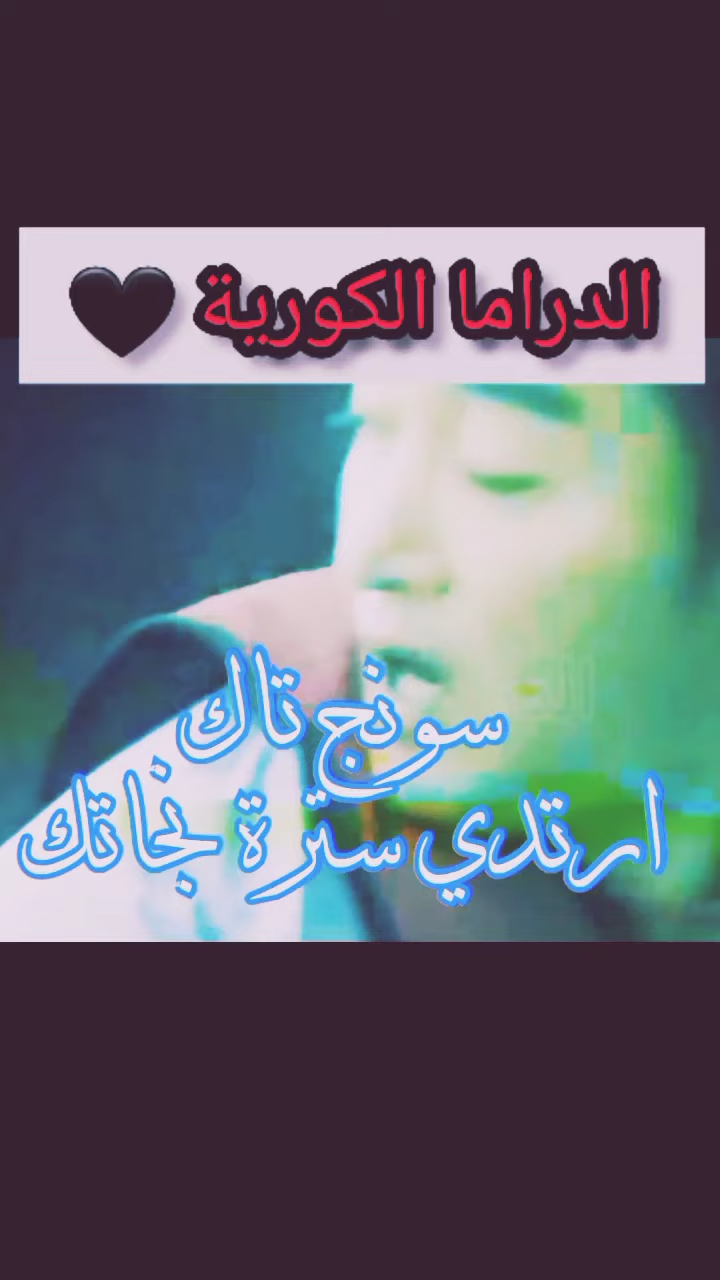 الدراما الكورية 🖤
سونج تاك
ارتدي سترة نجاتك